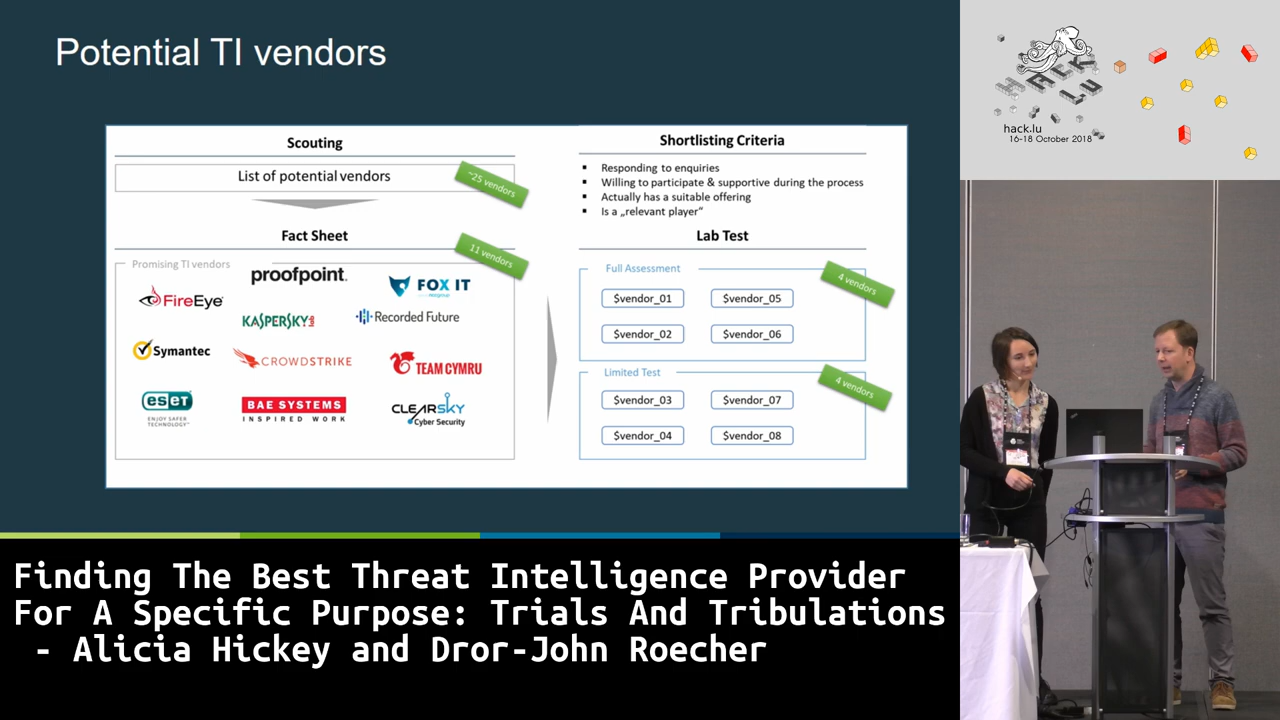 Potential TI vendors
Scouting
List of potential vendors
~25 vendors
Fact Sheet
11 vendors
Promising TI vendors
proofpoint.
FOX IT
FireEye
KASPERSKY
Recorded Future
Symantec
CROWDSTRIKE
TEAM CYMRU
eset
ENJOY SAFER
TECHNOLOGY™
BAE SYSTEMS
INSPIRED WORK
CLEARSKY
Cyber Security
Shortlisting Criteria
Responding to enquiries
Willing to participate & supportive during the process
Actually has a suitable offering
Is a „relevant player“
Lab Test
Full Assessment
4 vendors
$vendor_01
$vendor_05
$vendor_02
$vendor_06
Limited Test
4 vendors
$vendor_03
$vendor_07
$vendor_04
$vendor_08
HACK
LU
hack.lu
16-18 October 2018
Finding The Best Threat Intelligence Provider
For A Specific Purpose: Trials And Tribulations
- Alicia Hickey and Dror-John Roecher